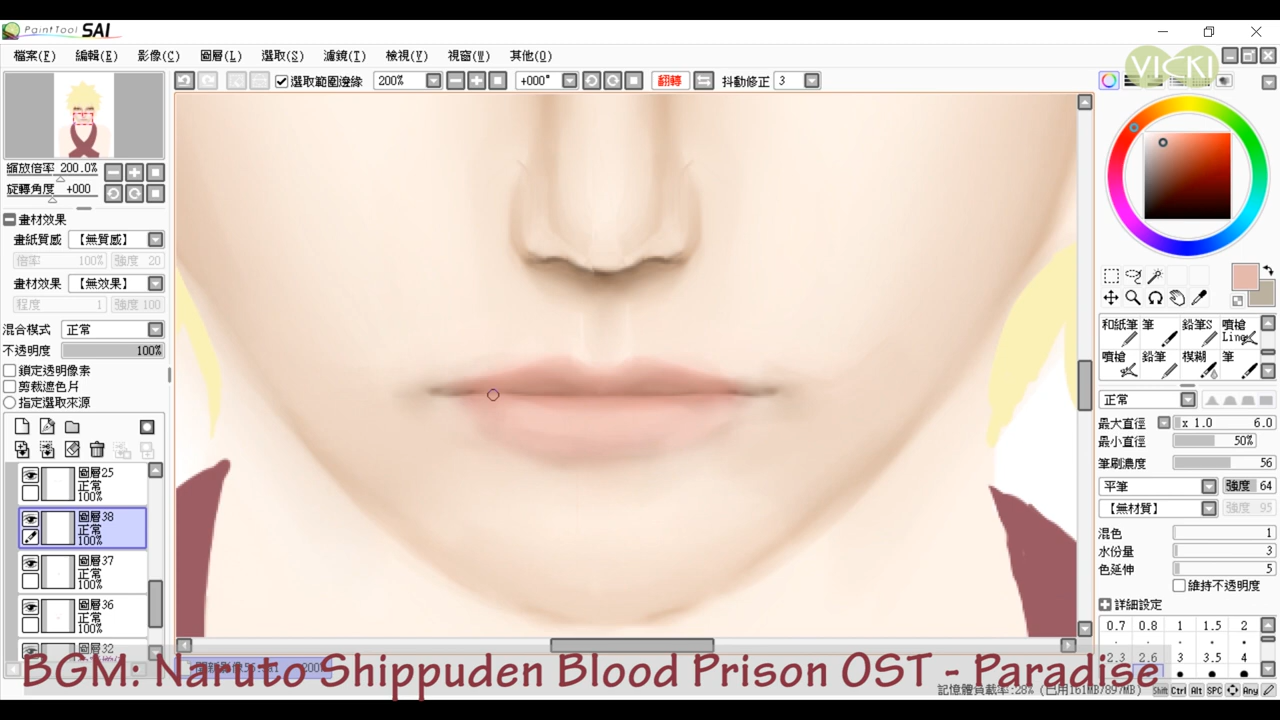 PaintTool SAI
檔案(F) 編輯(E) 影像(C) 圖層(L) 選取(S) 濾鏡(T) 檢視(V) 視窗(W) 其他(O)
VICKI
選取範圍邊緣 200% +000° 翻轉 抖動修正 3
縮放倍率 200.0%
旋轉角度 +000
畫材效果
畫紙質感 【無質感】
倍率 100% 強度 20
畫材效果 【無效果】
程度 1 強度 100
混合模式 正常
不透明度 100%
鎖定透明像素
剪裁遮色片
指定選取來源
圖層25
正常
100%
圖層38
正常
100%
圖層37
正常
100%
圖層36
正常
100%
圖層32
和紙筆 筆 鉛筆S 噴槍
Line
噴槍 鉛筆 模糊 筆
正常
最大直徑 x 1.0 6.0
最小直徑 50%
筆刷濃度 56
平筆 強度 64
【無材質】 強度 95
混色 1
水份量 3
色延伸 5
維持不透明度
詳細設定
0.7 0.8 1 1.5 2
2.3 2.6 3 3.5 4
BGM: Naruto Shippuden Blood Prison OST - Paradise
記憶體負載率: 28% (已用161MB/7897MB) Shift Ctrl Alt SPC Any